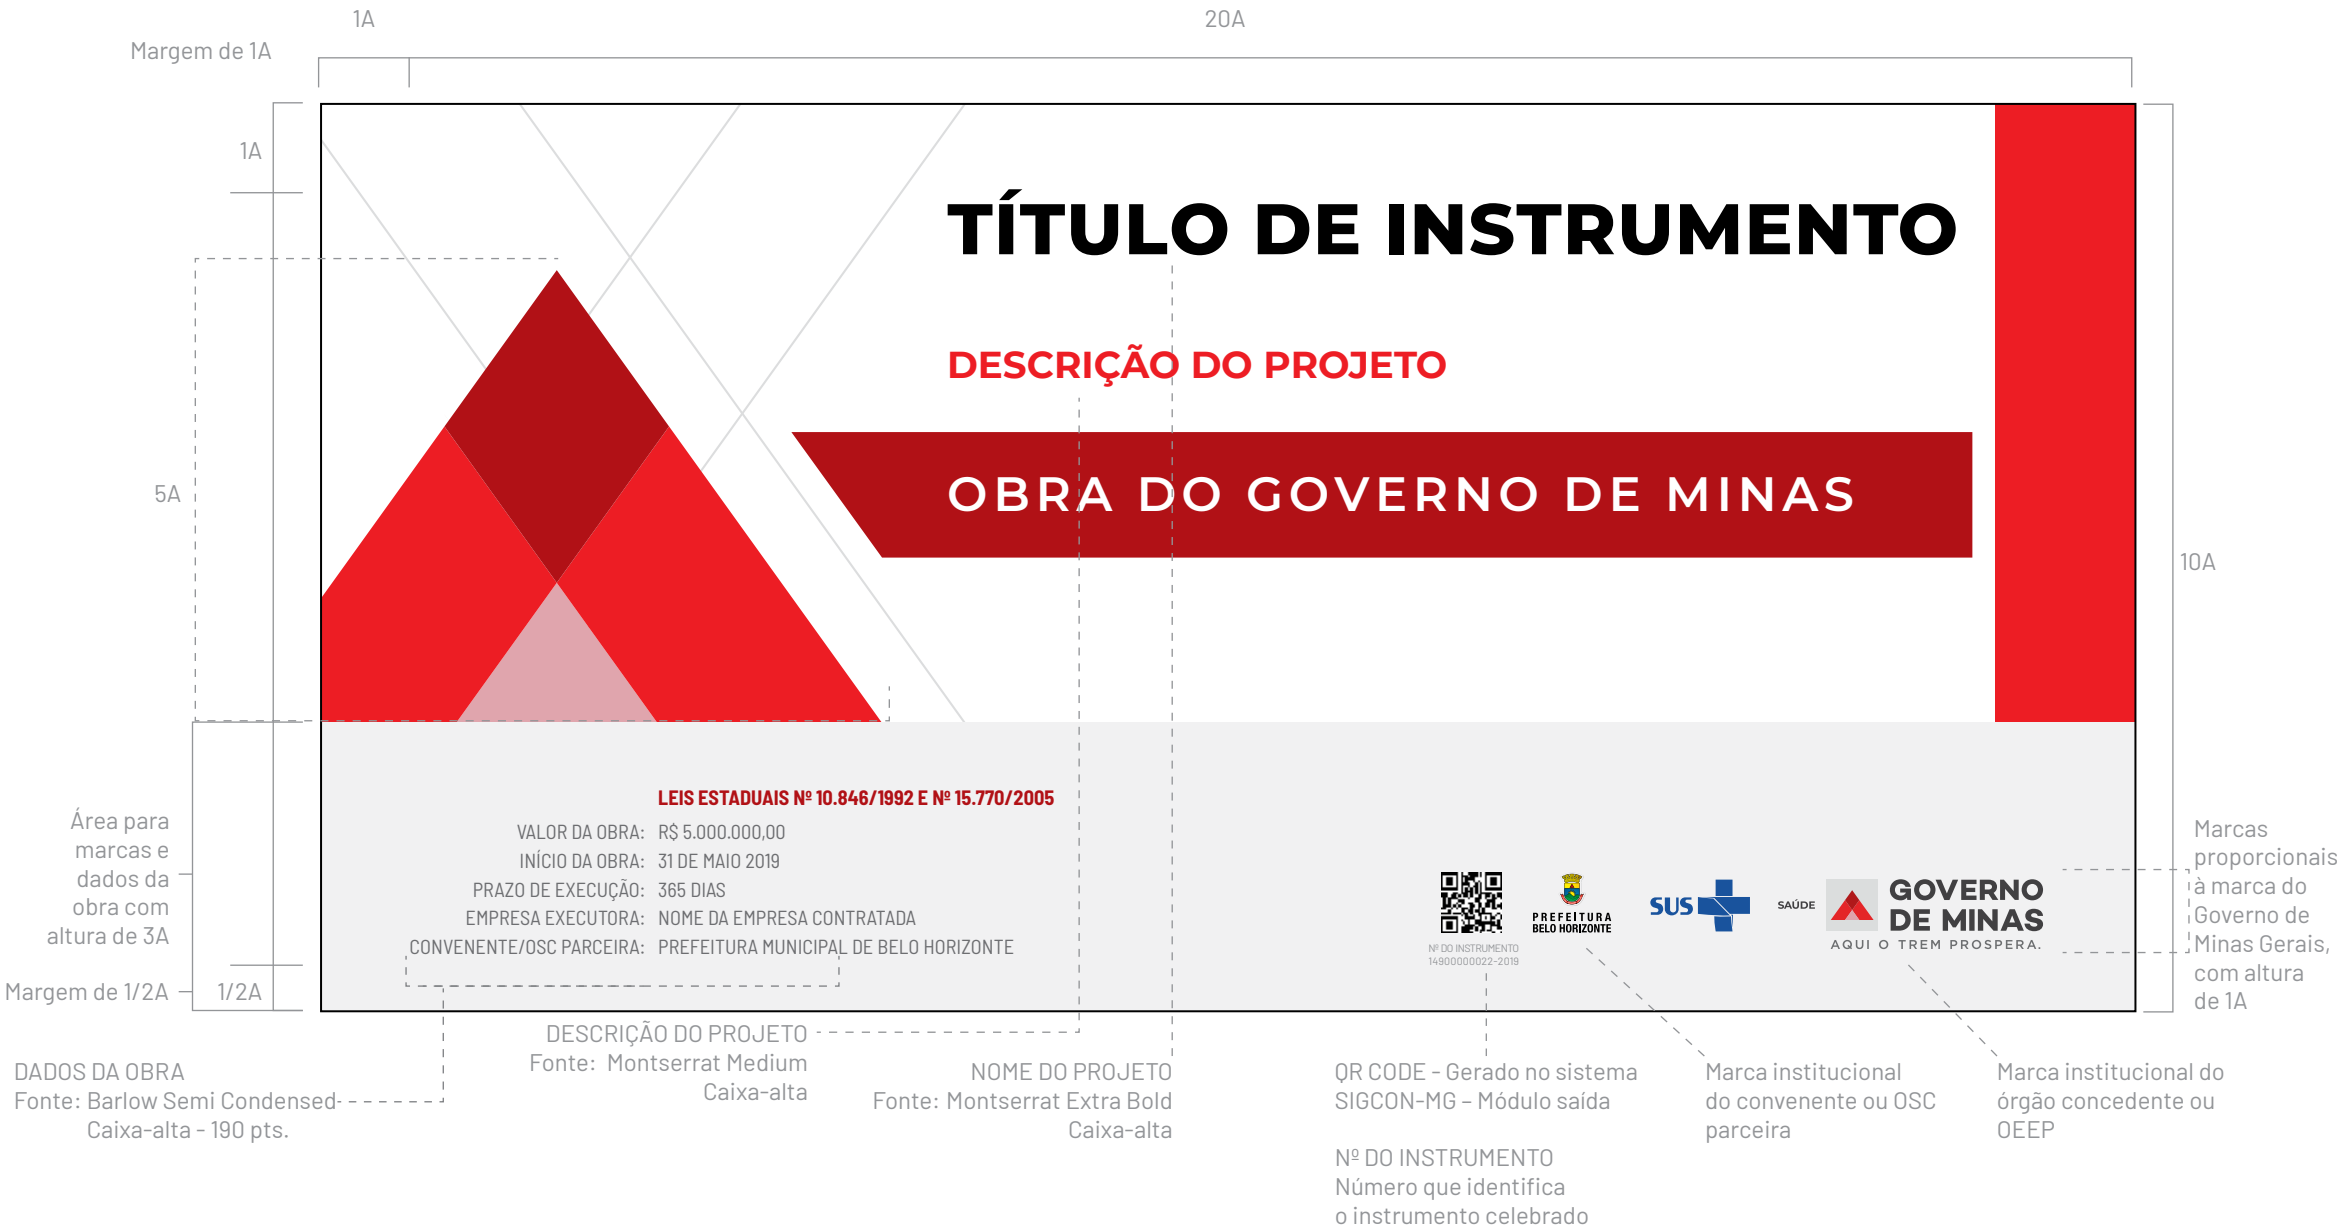 1A
20A
Margem de 1A
1A
TÍTULO DE INSTRUMENTO
DESCRIÇÃO DO PROJETO
5A
OBRA DO GOVERNO DE MINAS
10A
LEIS ESTADUAIS Nº 10.846/1992 E Nº 15.770/2005
VALOR DA OBRA: R$ 5.000.000,00
INÍCIO DA OBRA: 31 DE MAIO 2019
PRAZO DE EXECUÇÃO: 365 DIAS
EMPRESA EXECUTORA: NOME DA EMPRESA CONTRATADA
CONVENENTE/OSC PARCEIRA: PREFEITURA MUNICIPAL DE BELO HORIZONTE
Área para
marcas e
dados da
obra com
altura de 3A
Margem de 1/2A
1/2A
Nº DO INSTRUMENTO
14900000022-2019
PREFEITURA
BELO HORIZONTE
SUS
SAÚDE
GOVERNO
DE MINAS
AQUI O TREM PROSPERA.
Marcas
proporcionais
à marca do
Governo de
Minas Gerais,
com altura
de 1A
DADOS DA OBRA
Fonte: Barlow Semi Condensed
Caixa-alta - 190 pts.
DESCRIÇÃO DO PROJETO
Fonte: Montserrat Medium
Caixa-alta
NOME DO PROJETO
Fonte: Montserrat Extra Bold
Caixa-alta
QR CODE - Gerado no sistema
SIGCON-MG – Módulo saída
Nº DO INSTRUMENTO
Número que identifica
o instrumento celebrado
Marca institucional
do convenente ou OSC
parceira
Marca institucional do
órgão concedente ou
OEEP